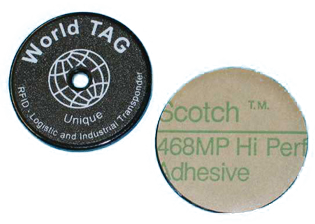 World TAG
Unique
RFID - Logistic and Industrial Transponder
Scotch T.M.
468MP Hi Perf
Adhesive